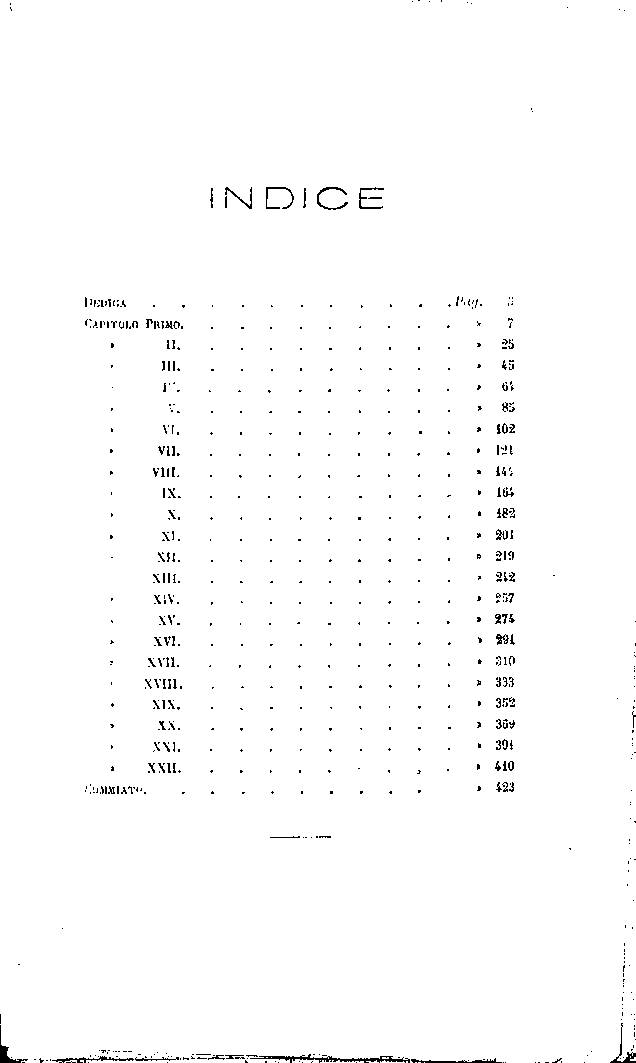 INDICE
DEDICA . . . . . . . . . . . Pag. 3
CAPITOLO PRIMO. . . . . . . . . . » 7
» II. . . . . . . . . . » 25
» III. . . . . . . . . . » 45
» IV. . . . . . . . . . » 64
» V. . . . . . . . . . » 85
» VI. . . . . . . . . . » 102
» VII. . . . . . . . . . » 121
» VIII. . . . . . . . . . » 144
» IX. . . . . . . . . . » 164
» X. . . . . . . . . . » 182
» XI. . . . . . . . . . » 201
» XII. . . . . . . . . . » 219
XIII. . . . . . . . . . » 242
» XIV. . . . . . . . . . » 257
» XV. . . . . . . . . . » 274
» XVI. . . . . . . . . . » 291
» XVII. . . . . . . . . . » 310
» XVIII. . . . . . . . . . » 333
» XIX. . . . . . . . . . » 352
» XX. . . . . . . . . . » 369
» XXI. . . . . . . . . . » 391
» XXII. . . . . . . . . . » 410
COMMIATO. . . . . . . . . . » 423